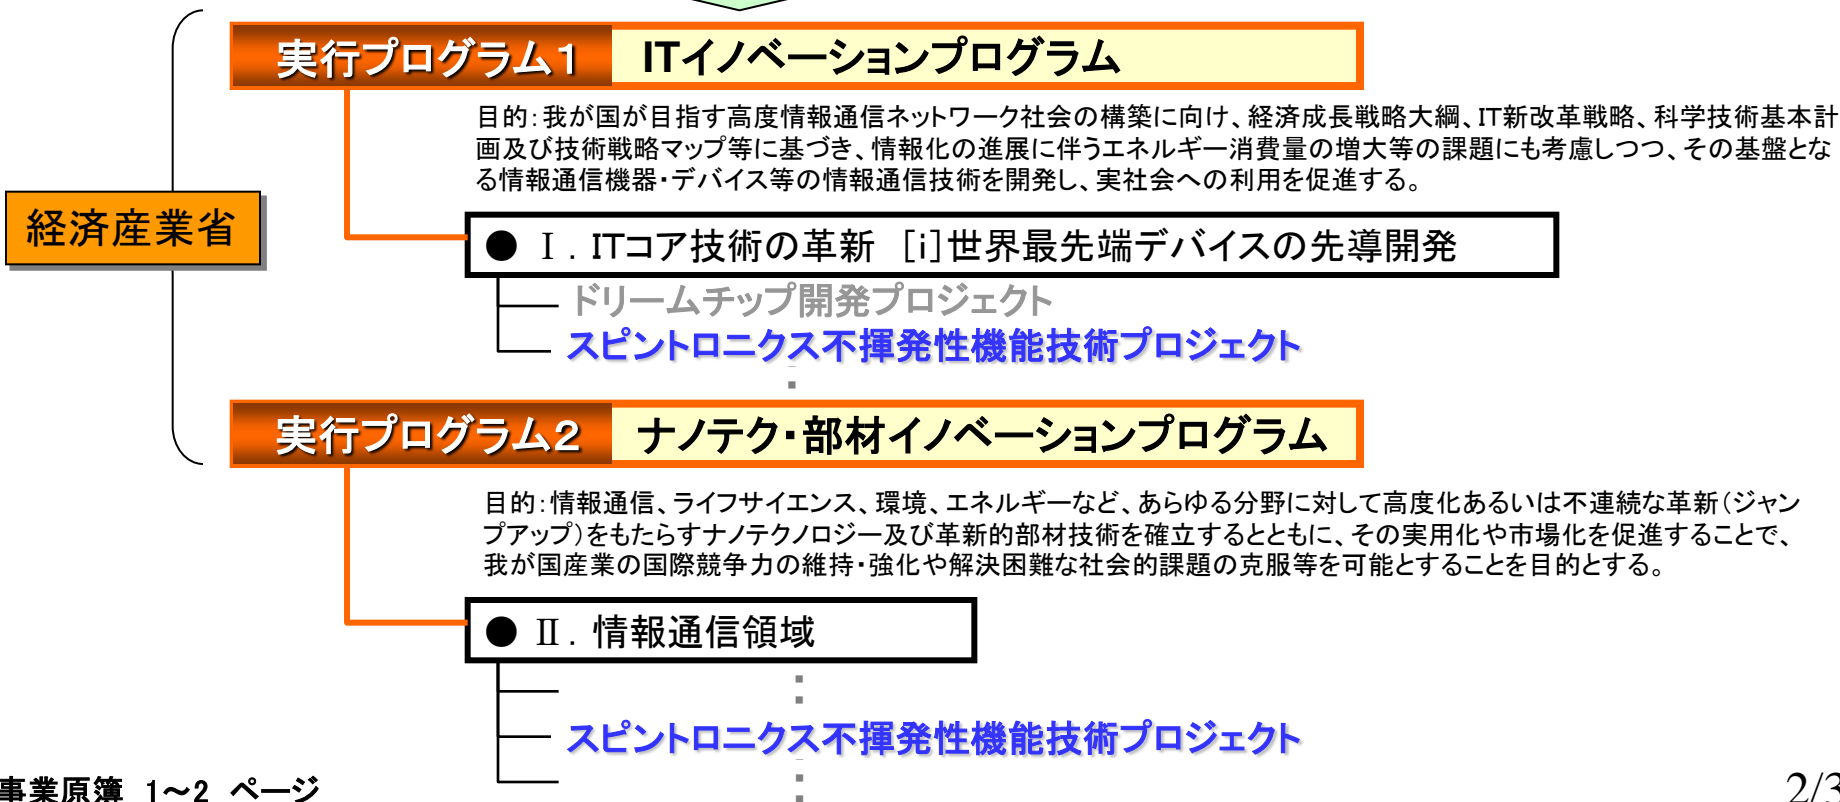 実行プログラム1 ITイノベーションプログラム
目的：我が国が目指す高度情報通信ネットワーク社会の構築に向け、経済成長戦略大綱、IT新改革戦略、科学技術基本計
画及び技術戦略マップ等に基づき、情報化の進展に伴うエネルギー消費量の増大等の課題にも考慮しつつ、その基盤とな
る情報通信機器・デバイス等の情報通信技術を開発し、実社会への利用を促進する。
経済産業省
● Ⅰ．ITコア技術の革新 [i]世界最先端デバイスの先導開発
ドリームチップ開発プロジェクト
スピントロニクス不揮発性機能技術プロジェクト
実行プログラム2 ナノテク・部材イノベーションプログラム
目的：情報通信、ライフサイエンス、環境、エネルギーなど、あらゆる分野に対して高度化あるいは不連続な革新（ジャン
プアップ）をもたらすナノテクノロジー及び革新的部材技術を確立するとともに、その実用化や市場化を促進することで、
我が国産業の国際競争力の維持・強化や解決困難な社会的課題の克服等を可能とすることを目的とする。
● Ⅱ．情報通信領域
スピントロニクス不揮発性機能技術プロジェクト
事業原簿 1～2 ページ
2/3